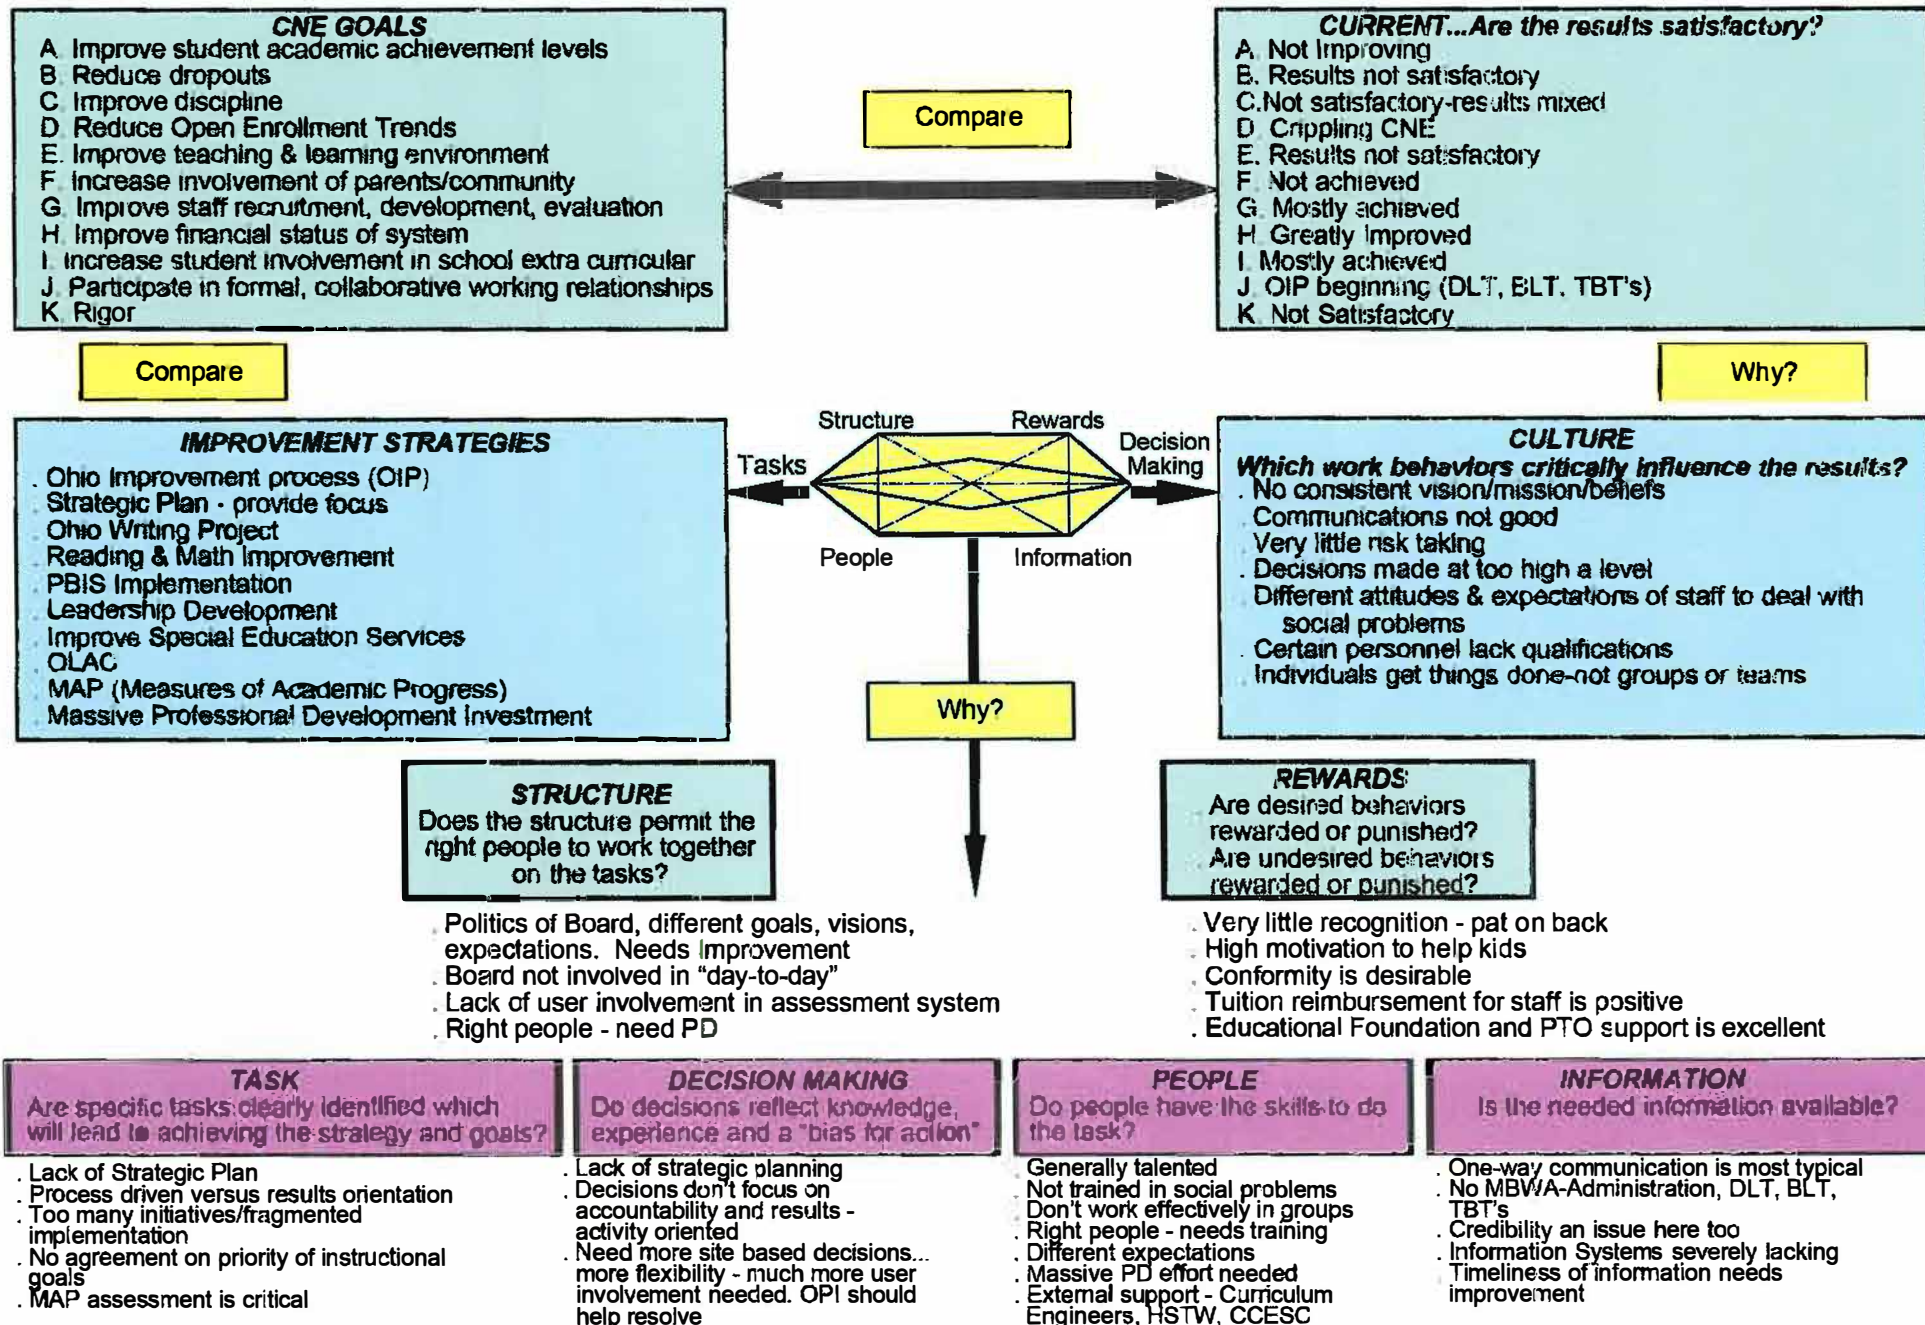 CNE GOALS
A. Improve student academic achievement levels
B. Reduce dropouts
C. Improve discipline
D. Reduce Open Enrollment Trends
E. Improve teaching & learning environment
F. Increase involvement of parents/community
G. Improve staff recruitment, development, evaluation
H. Improve financial status of system
I. Increase student involvement in school extra curricular
J. Participate in formal, collaborative working relationships
K. Rigor
Compare
CURRENT...Are the results satisfactory?
A. Not Improving
B. Results not satisfactory
C.Not satisfactory-results mixed
D. Crippling CNE
E. Results not satisfactory
F. Not achieved
G. Mostly achieved
H. Greatly Improved
I. Mostly achieved
J. OIP beginning (DLT, BLT, TBT's)
K. Not Satisfactory
Compare
Why?
IMPROVEMENT STRATEGIES
. Ohio Improvement process (OIP)
. Strategic Plan - provide focus
. Ohio Writing Project
. Reading & Math Improvement
. PBIS Implementation
. Leadership Development
. Improve Special Education Services
. OLAC
. MAP (Measures of Academic Progress)
. Massive Professional Development Investment
Structure
Rewards
Tasks
Decision
Making
People
Information
Why?
CULTURE
Which work behaviors critically influence the results?
. No consistent vision/mission/beliefs
. Communications not good
. Very little risk taking
. Decisions made at too high a level
. Different attitudes & expectations of staff to deal with
social problems
. Certain personnel lack qualifications
. Individuals get things done-not groups or teams
STRUCTURE
Does the structure permit the
right people to work together
on the tasks?
. Politics of Board, different goals, visions,
expectations. Needs Improvement
. Board not involved in “day-to-day”
. Lack of user involvement in assessment system
. Right people - need PD
REWARDS
Are desired behaviors
rewarded or punished?
Are undesired behaviors
rewarded or punished?
. Very little recognition - pat on back
. High motivation to help kids
. Conformity is desirable
. Tuition reimbursement for staff is positive
. Educational Foundation and PTO support is excellent
TASK
Are specific tasks clearly identified which
will lead to achieving the strategy and goals?
. Lack of Strategic Plan
. Process driven versus results orientation
. Too many initiatives/fragmented
implementation
. No agreement on priority of instructional
goals
. MAP assessment is critical
DECISION MAKING
Do decisions reflect knowledge,
experience and a "bias for action"
. Lack of strategic planning
. Decisions don't focus on
accountability and results -
activity oriented
. Need more site based decisions...
more flexibility - much more user
involvement needed. OPI should
help resolve
PEOPLE
Do people have the skills to do
the task?
. Generally talented
. Not trained in social problems
. Don't work effectively in groups
. Right people - needs training
. Different expectations
. Massive PD effort needed
. External support - Curriculum
Engineers, HSTW, CCESC
INFORMATION
Is the needed information available?
. One-way communication is most typical
. No MBWA-Administration, DLT, BLT,
TBT's
. Credibility an issue here too
. Information Systems severely lacking
. Timeliness of information needs
improvement